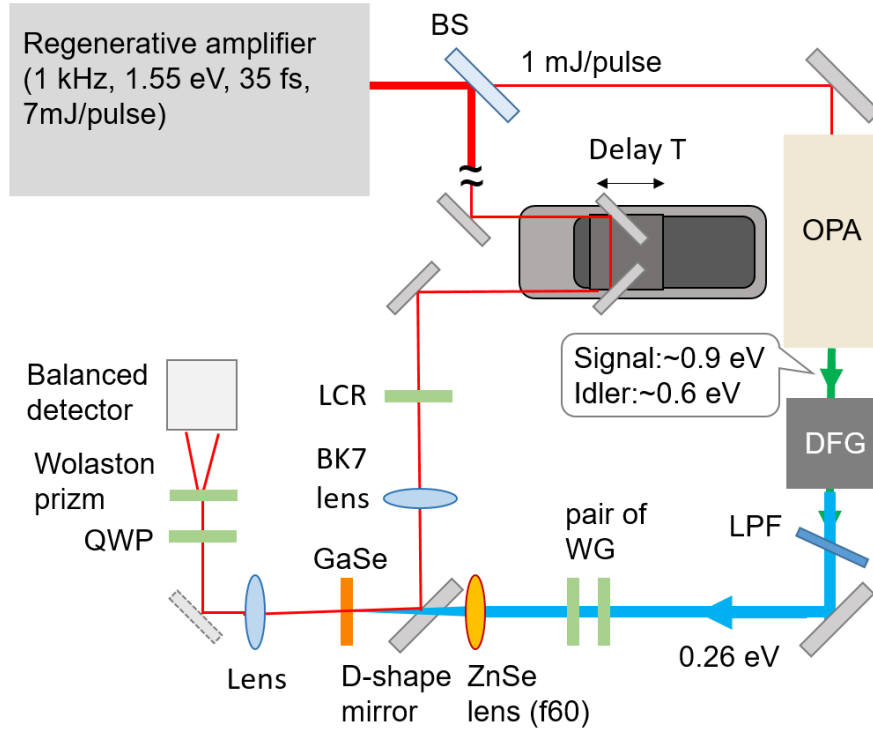 Regenerative amplifier
(1 kHz, 1.55 eV, 35 fs,
7mJ/pulse)
BS
1 mJ/pulse
Delay T
OPA
Signal:~0.9 eV
Idler:~0.6 eV
DFG
LPF
0.26 eV
pair of
WG
ZnSe
lens (f60)
D-shape
mirror
GaSe
LCR
BK7
lens
Lens
Balanced
detector
Wolaston
prizm
QWP